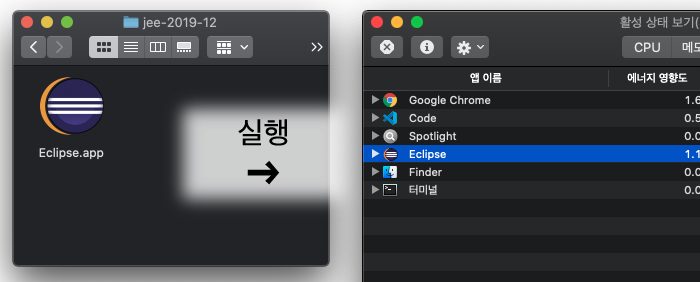 jee-2019-12
Eclipse.app
실행
→
활성 상태 보기(
CPU
메모
앱 이름
에너지 영향도
Google Chrome
1.6
Code
0.5
Spotlight
0.0
Eclipse
1.1
Finder
0.0
터미널
0.0